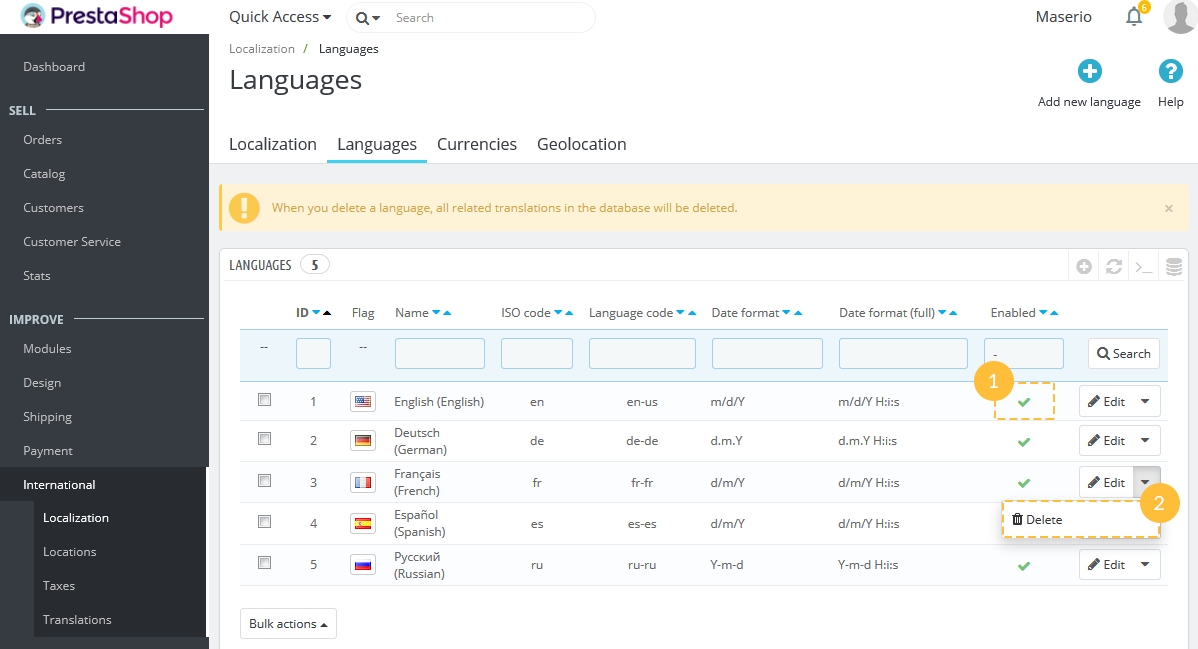 PrestaShop
Quick Access
Search
Maserio
6
Localization / Languages
Languages
Add new language
Help
Localization Languages Currencies Geolocation
Dashboard
SELL
Orders
Catalog
Customers
Customer Service
Stats
IMPROVE
Modules
Design
Shipping
Payment
International
Localization
Locations
Taxes
Translations
When you delete a language, all related translations in the database will be deleted.
×
LANGUAGES 5
ID Flag Name ISO code Language code Date format Date format (full) Enabled
-- -- - Search
1
1 English (English) en en-us m/d/Y m/d/Y H:i:s Edit
2 Deutsch (German) de de-de d.m.Y d.m.Y H:i:s Edit
3 Français (French) fr fr-fr d/m/Y d/m/Y H:i:s Edit
2
Delete
4 Español (Spanish) es es-es d/m/Y d/m/Y H:i:s
5 Русский (Russian) ru ru-ru Y-m-d Y-m-d H:i:s Edit
Bulk actions